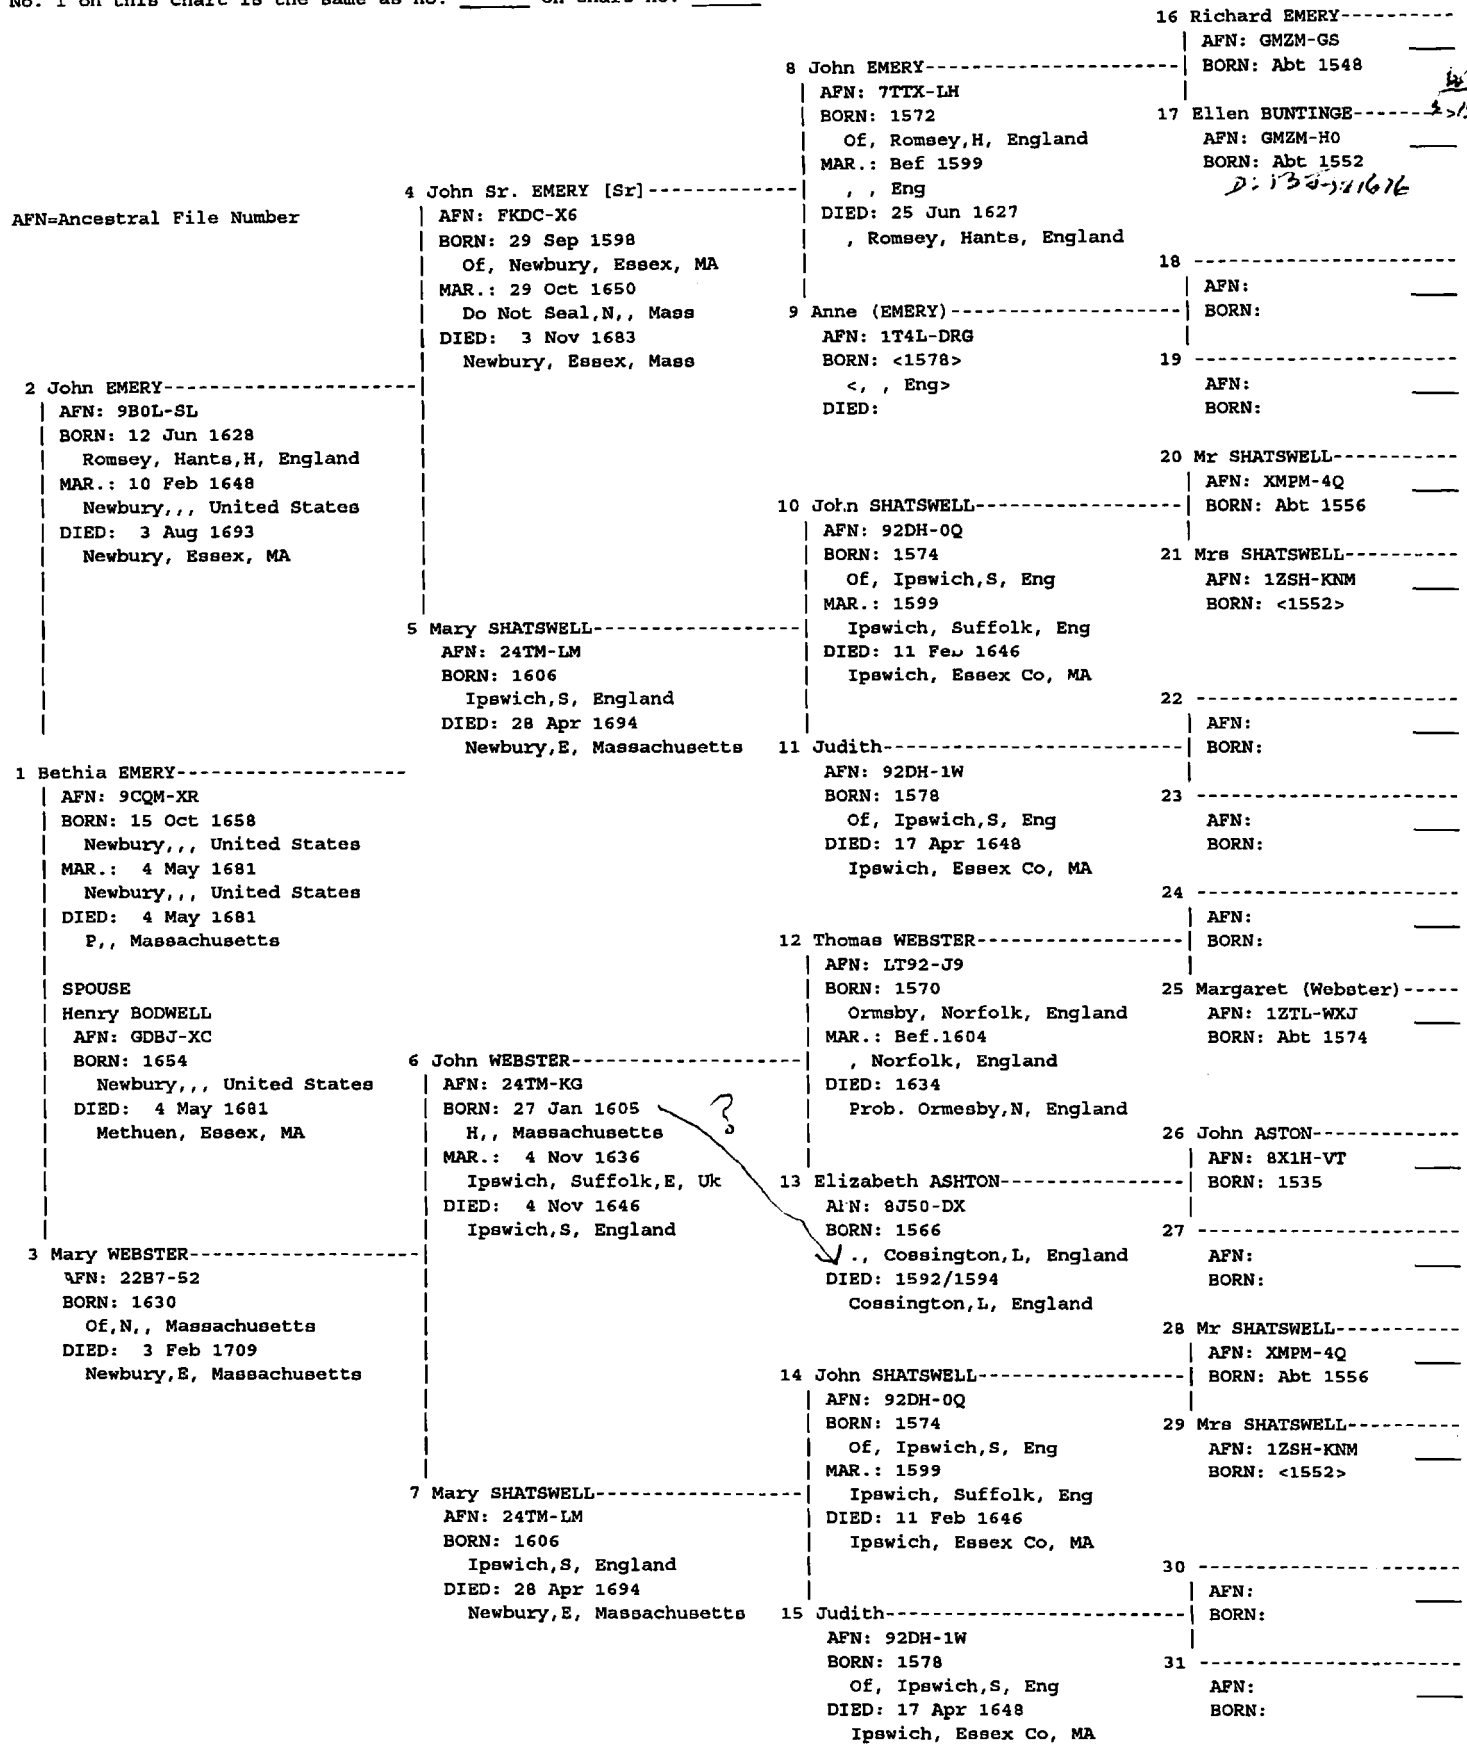 No. 1 on this chart is the same as no. _____ on chart no. _____
16 Richard EMERY----------
AFN: GMZM-GS
BORN: Abt 1548
8 John EMERY--------------------
AFN: 7TTX-LH
BORN: 1572
Of, Romsey,H, England
MAR.: Bef 1599
, , Eng
DIED: 25 Jun 1627
, Romsey, Hants, England
17 Ellen BUNTINGE------
AFN: GMZM-H0
BORN: Abt 1552
4 John Sr. EMERY [Sr]------------
AFN: FKDC-X6
BORN: 29 Sep 1598
Of, Newbury, Essex, MA
MAR.: 29 Oct 1650
Do Not Seal,N,, Mass
DIED: 3 Nov 1683
Newbury, Essex, Mass
AFN=Ancestral File Number
18 ----------------------
AFN:
BORN:
9 Anne (EMERY)------------------
AFN: 1T4L-DRG
BORN: <1578>
<, , Eng>
DIED:
19 ----------------------
AFN:
BORN:
2 John EMERY--------------------
AFN: 9B0L-SL
BORN: 12 Jun 1628
Romsey, Hants,H, England
MAR.: 10 Feb 1648
Newbury,,, United States
DIED: 3 Aug 1693
Newbury, Essex, MA
20 Mr SHATSWELL-----------
AFN: XMPM-4Q
BORN: Abt 1556
10 John SHATSWELL----------------
AFN: 92DH-0Q
BORN: 1574
Of, Ipswich,S, Eng
MAR.: 1599
Ipswich, Suffolk, Eng
DIED: 11 Feb 1646
Ipswich, Essex Co, MA
21 Mrs SHATSWELL----------
AFN: 1ZSH-KNM
BORN: <1552>
5 Mary SHATSWELL-----------------
AFN: 24TM-LM
BORN: 1606
Ipswich,S, England
DIED: 28 Apr 1694
Newbury,E, Massachusetts
22 ----------------------
AFN:
BORN:
11 Judith------------------------
AFN: 92DH-1W
BORN: 1578
Of, Ipswich,S, Eng
DIED: 17 Apr 1648
Ipswich, Essex Co, MA
23 ----------------------
AFN:
BORN:
1 Bethia EMERY-------------------
AFN: 9CQM-XR
BORN: 15 Oct 1658
Newbury,,, United States
MAR.: 4 May 1681
Newbury,,, United States
DIED: 4 May 1681
P,, Massachusetts
SPOUSE
Henry BODWELL
AFN: GDBJ-XC
BORN: 1654
Newbury,,, United States
DIED: 4 May 1681
Methuen, Essex, MA
24 ----------------------
AFN:
BORN:
12 Thomas WEBSTER----------------
AFN: LT92-J9
BORN: 1570
Ormsby, Norfolk, England
MAR.: Bef.1604
, Norfolk, England
DIED: 1634
Prob. Ormesby,N, England
25 Margaret (Webster)-----
AFN: 1ZTL-WXJ
BORN: Abt 1574
6 John WEBSTER------------------
AFN: 24TM-KG
BORN: 27 Jan 1605
?
H,, Massachusetts
MAR.: 4 Nov 1636
Ipswich, Suffolk,E, Uk
DIED: 4 Nov 1646
Ipswich,S, England
26 John ASTON-------------
AFN: 8X1H-VT
BORN: 1535
13 Elizabeth ASHTON--------------
AFN: 8J50-DX
BORN: 1566
., Cossington,L, England
DIED: 1592/1594
Cossington,L, England
27 ----------------------
AFN:
BORN:
3 Mary WEBSTER------------------
AFN: 22B7-52
BORN: 1630
Of,N,, Massachusetts
DIED: 3 Feb 1709
Newbury,E, Massachusetts
28 Mr SHATSWELL-----------
AFN: XMPM-4Q
BORN: Abt 1556
14 John SHATSWELL----------------
AFN: 92DH-0Q
BORN: 1574
Of, Ipswich,S, Eng
MAR.: 1599
Ipswich, Suffolk, Eng
DIED: 11 Feb 1646
Ipswich, Essex Co, MA
29 Mrs SHATSWELL----------
AFN: 1ZSH-KNM
BORN: <1552>
7 Mary SHATSWELL-----------------
AFN: 24TM-LM
BORN: 1606
Ipswich,S, England
DIED: 28 Apr 1694
Newbury,E, Massachusetts
30 ----------------------
AFN:
BORN:
15 Judith------------------------
AFN: 92DH-1W
BORN: 1578
Of, Ipswich,S, Eng
DIED: 17 Apr 1648
Ipswich, Essex Co, MA
31 ----------------------
AFN:
BORN: